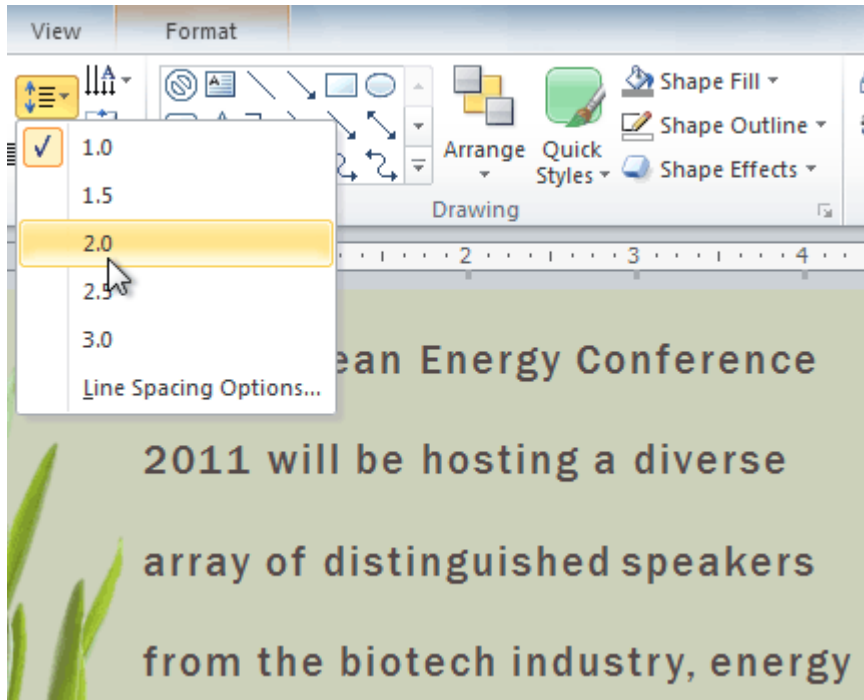 View Format
Shape Fill
Shape Outline
Arrange Quick
Styles
Shape Effects
Drawing
1.0
1.5
2.0
2.5
3.0
Line Spacing Options...
2 3 4
ean Energy Conference
2011 will be hosting a diverse
array of distinguished speakers
from the biotech industry, energy